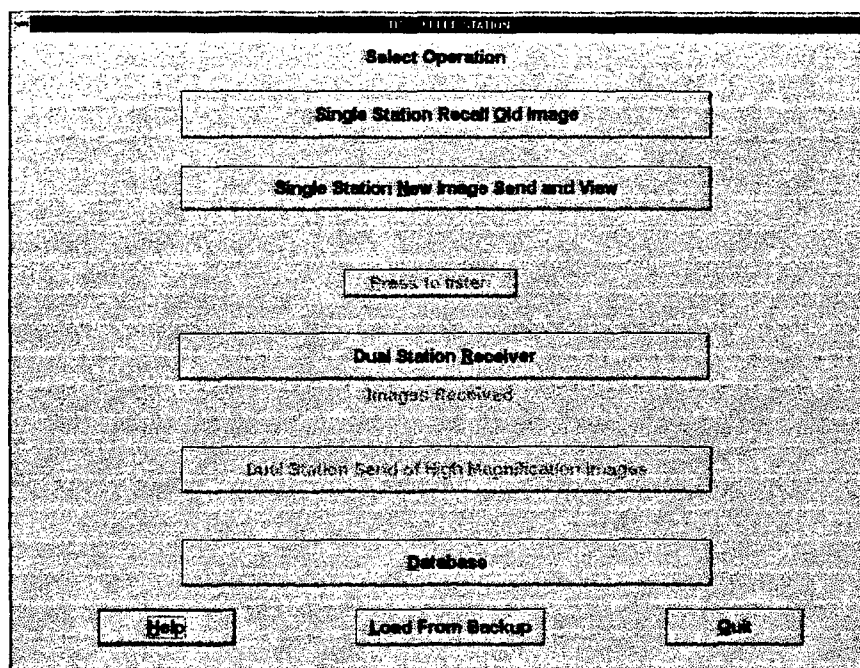 STATION
Select Operation
Single Station Recall Old Image
Single Station New Image Send and View
Press to listen
Dual Station Receiver
Images Received
Dual Station Send of High Magnification Images
Database
Help Load From Backup Quit